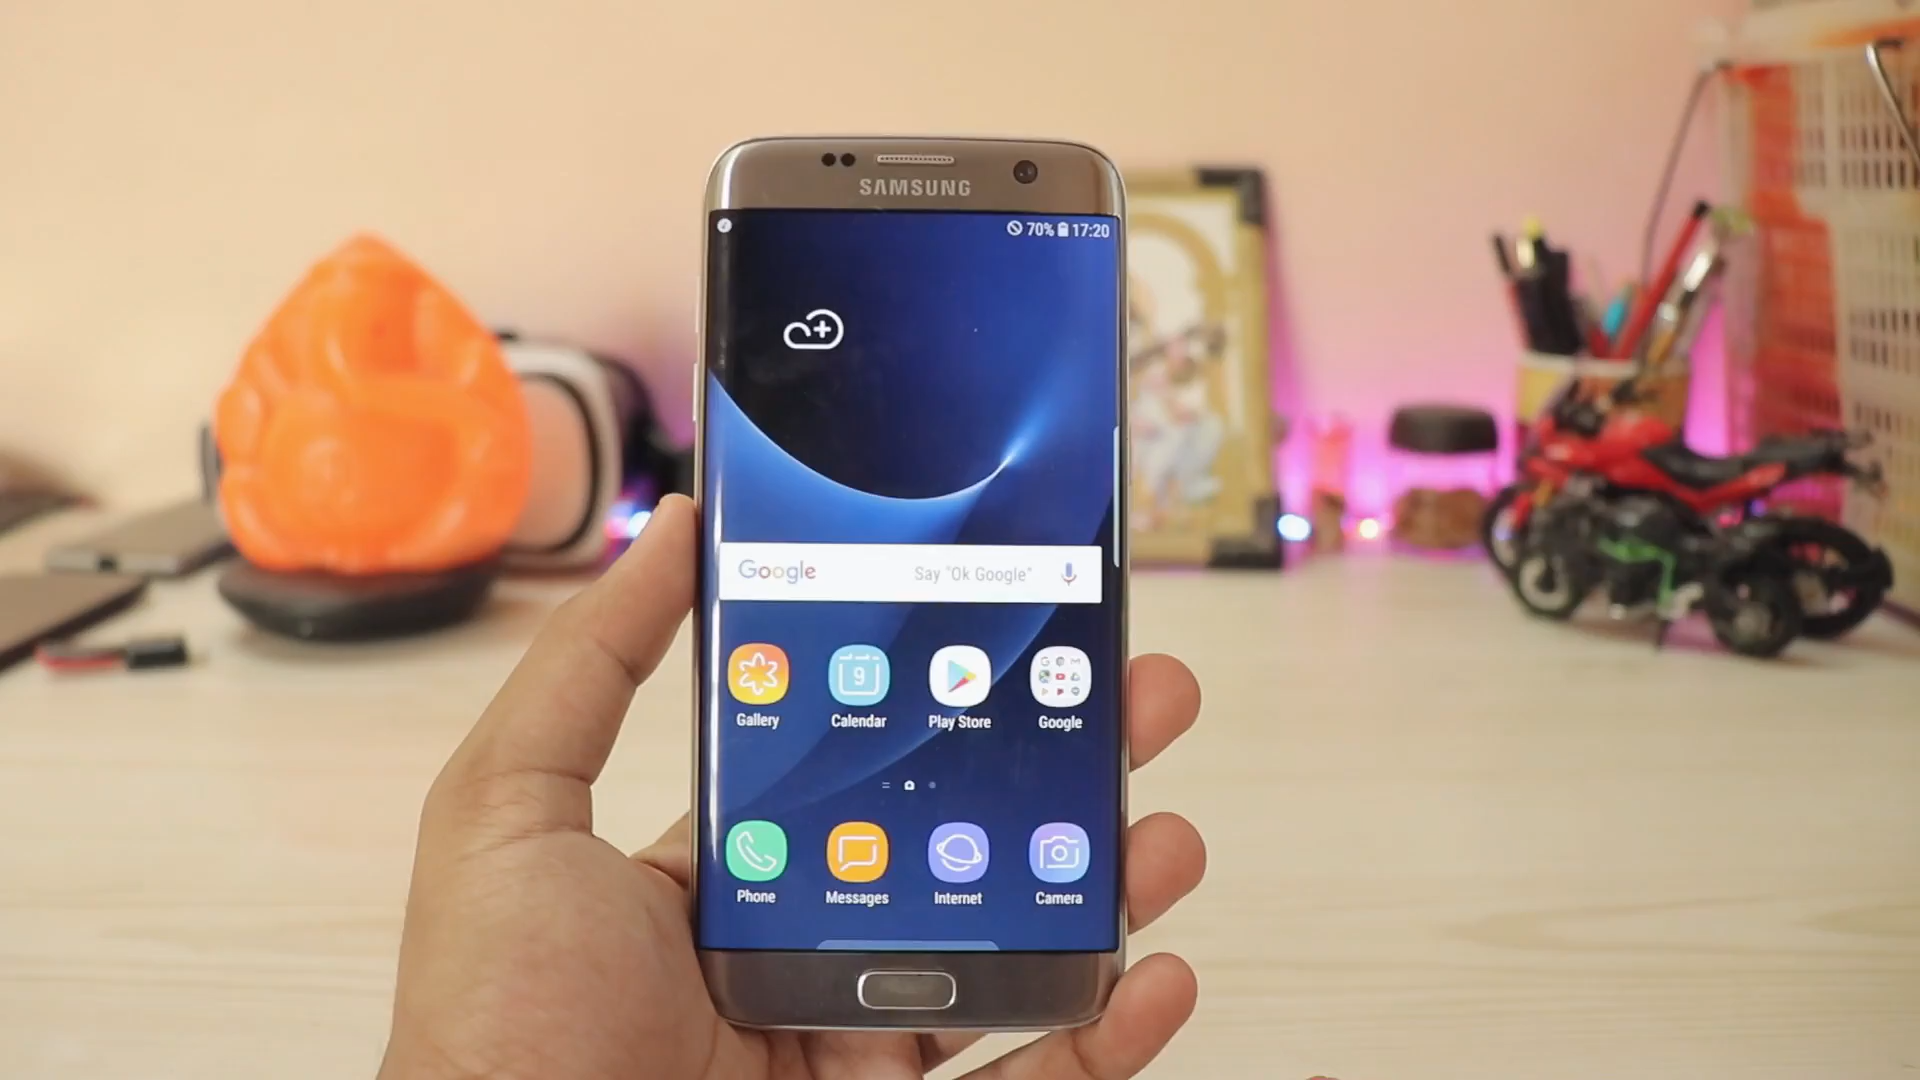 SAMSUNG
70% 17:20
Google Say "Ok Google"
9
Gallery Calendar Play Store Google
Phone Messages Internet Camera